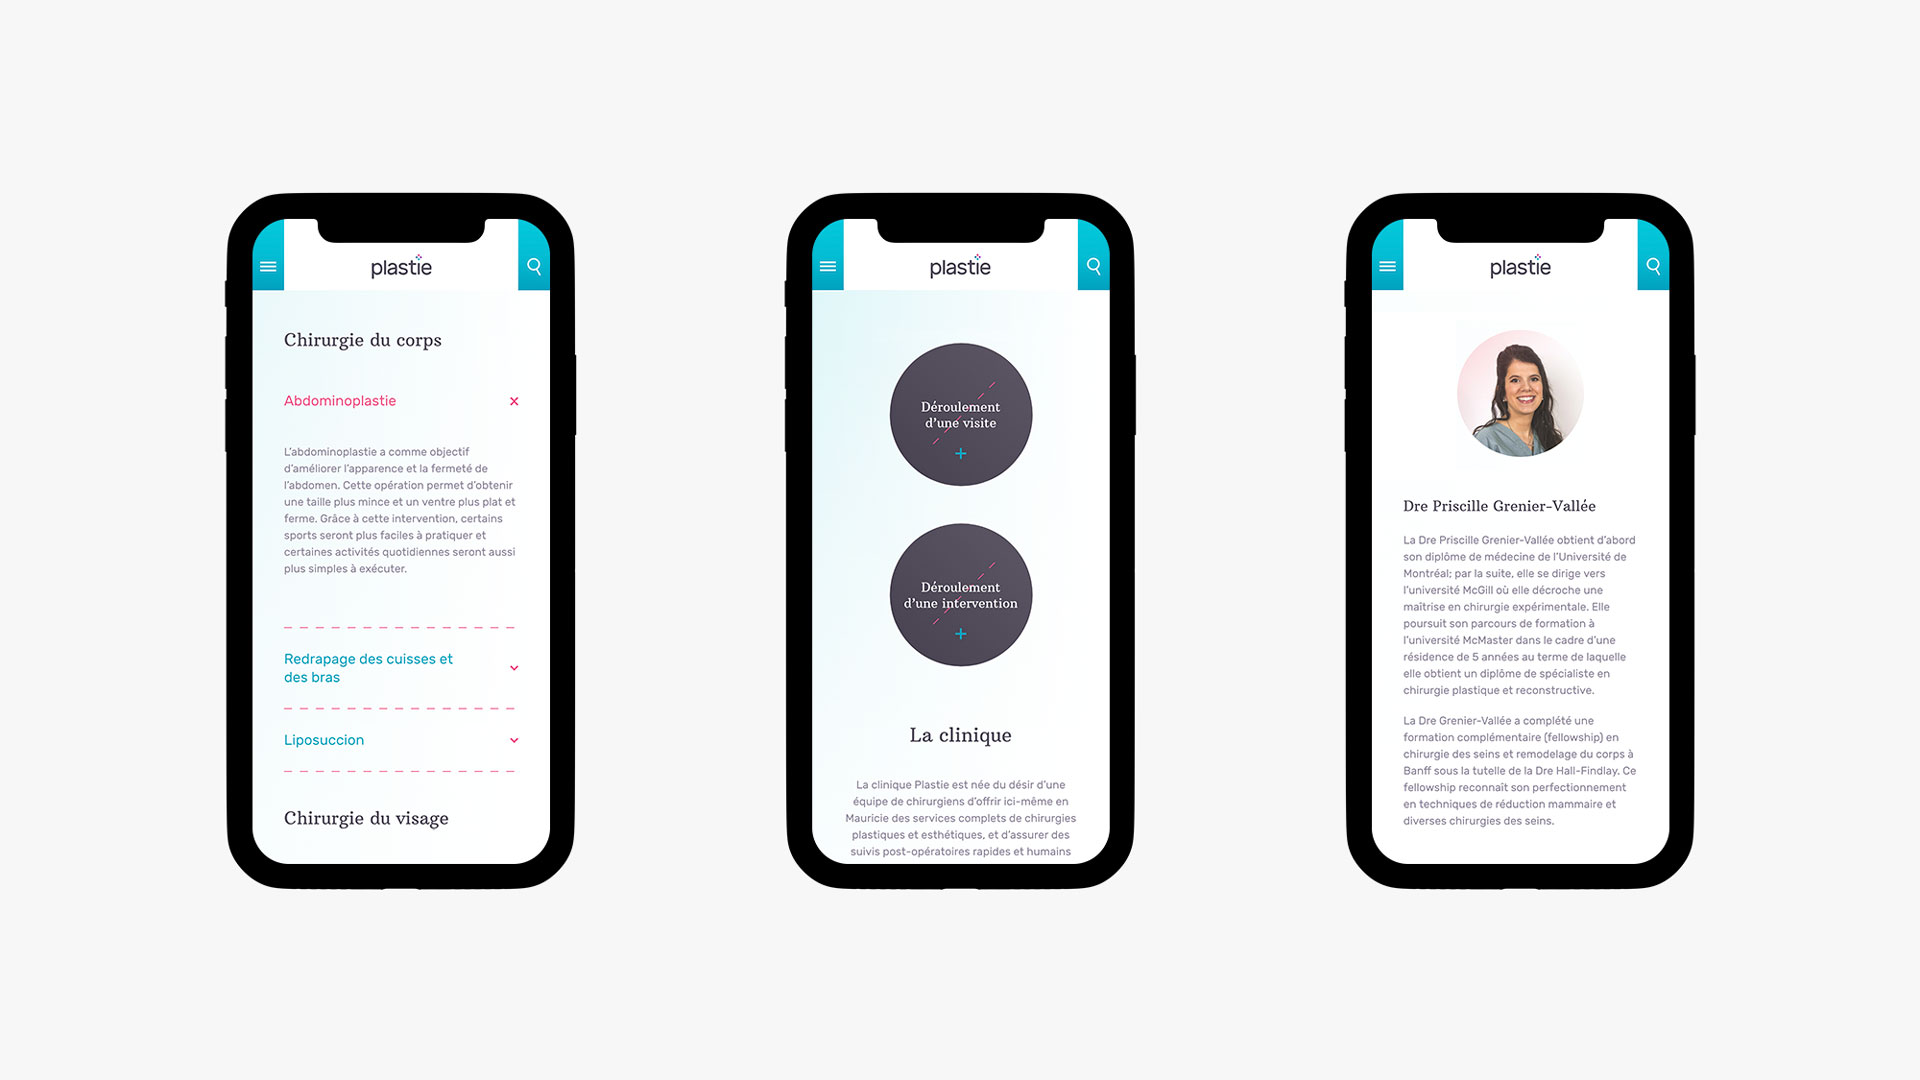 plastie
Chirurgie du corps
Abdominoplastie
L'abdominoplastie a comme objectif
d'améliorer l'apparence et la fermeté de
l'abdomen. Cette opération permet d'obtenir
une taille plus mince et un ventre plus plat et
ferme. Grâce à cette intervention, certains
sports seront plus faciles à pratiquer et
certaines activités quotidiennes seront aussi
plus simples à exécuter.
Redrapage des cuisses et
des bras
Liposuccion
Chirurgie du visage
plastie
Déroulement
d'une visite
Déroulement
d'une intervention
La clinique
La clinique Plastie est née du désir d'une
équipe de chirurgiens d'offrir ici-même en
Mauricie des services complets de chirurgies
plastiques et esthétiques, et d'assurer des
suivis post-opératoires rapides et humains
plastie
Dre Priscille Grenier-Vallée
La Dre Priscille Grenier-Vallée obtient d'abord
son diplôme de médecine de l'Université de
Montréal; par la suite, elle se dirige vers
l'université McGill où elle décroche une
maîtrise en chirurgie expérimentale. Elle
poursuit son parcours de formation à
l'université McMaster dans le cadre d'une
résidence de 5 années au terme de laquelle
elle obtient un diplôme de spécialiste en
chirurgie plastique et reconstructive.
La Dre Grenier-Vallée a complété une
formation complémentaire (fellowship) en
chirurgie des seins et remodelage du corps à
Banff sous la tutelle de la Dre Hall-Findlay. Ce
fellowship reconnaît son perfectionnement
en techniques de réduction mammaire et
diverses chirurgies des seins.